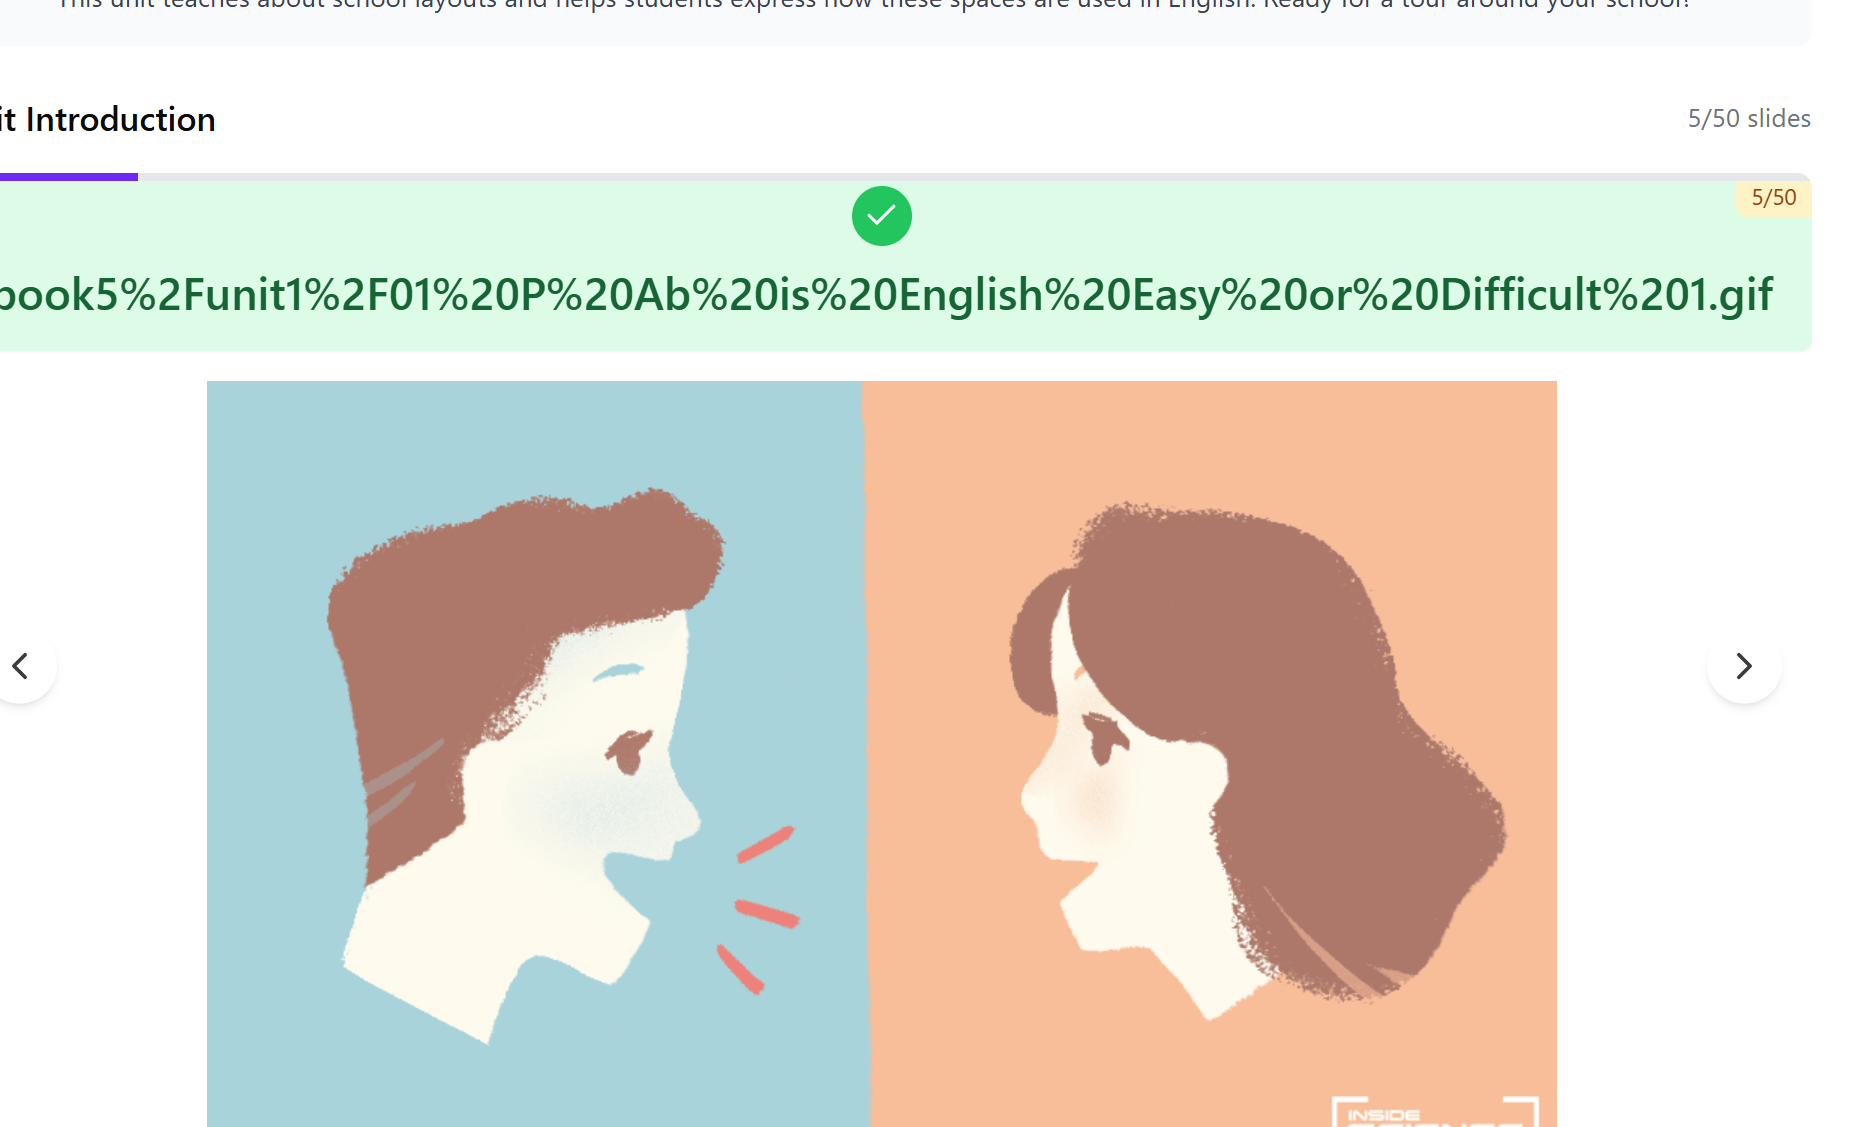 This unit teaches about school layouts and helps students express how these spaces are used in English. Ready for a tour around your school?
it Introduction
5/50 slides
5/50
book5%2Funit1%2F01%20P%20Ab%20is%20English%20Easy%20or%20Difficult%201.gif
INSIDE